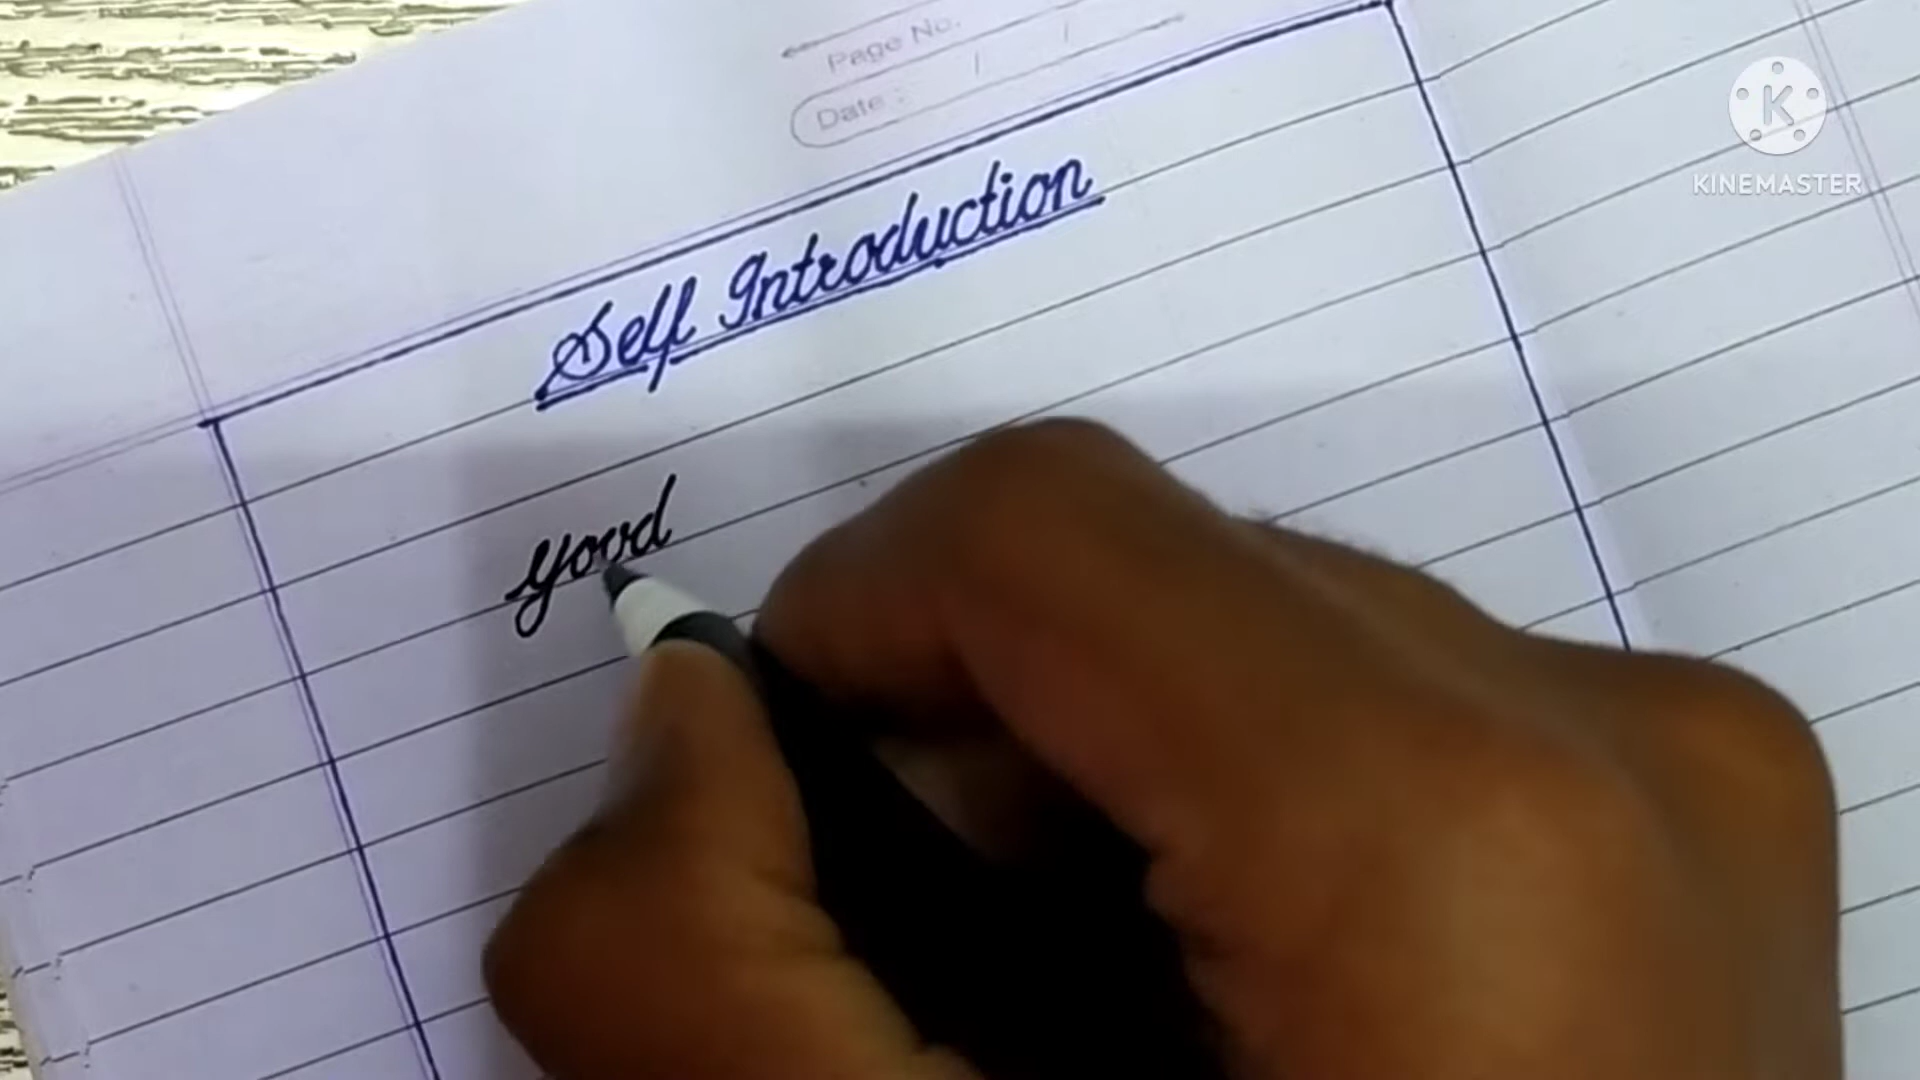 Page No.
Date : / /
K
KINEMASTER
Self Introduction
Good